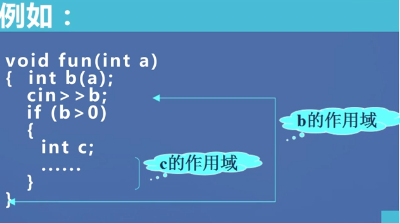 例如：
void fun(int a)
{ int b(a);
cin>>b;
if (b>0)
b的作用域
{
int c;
......
c的作用域
}
}